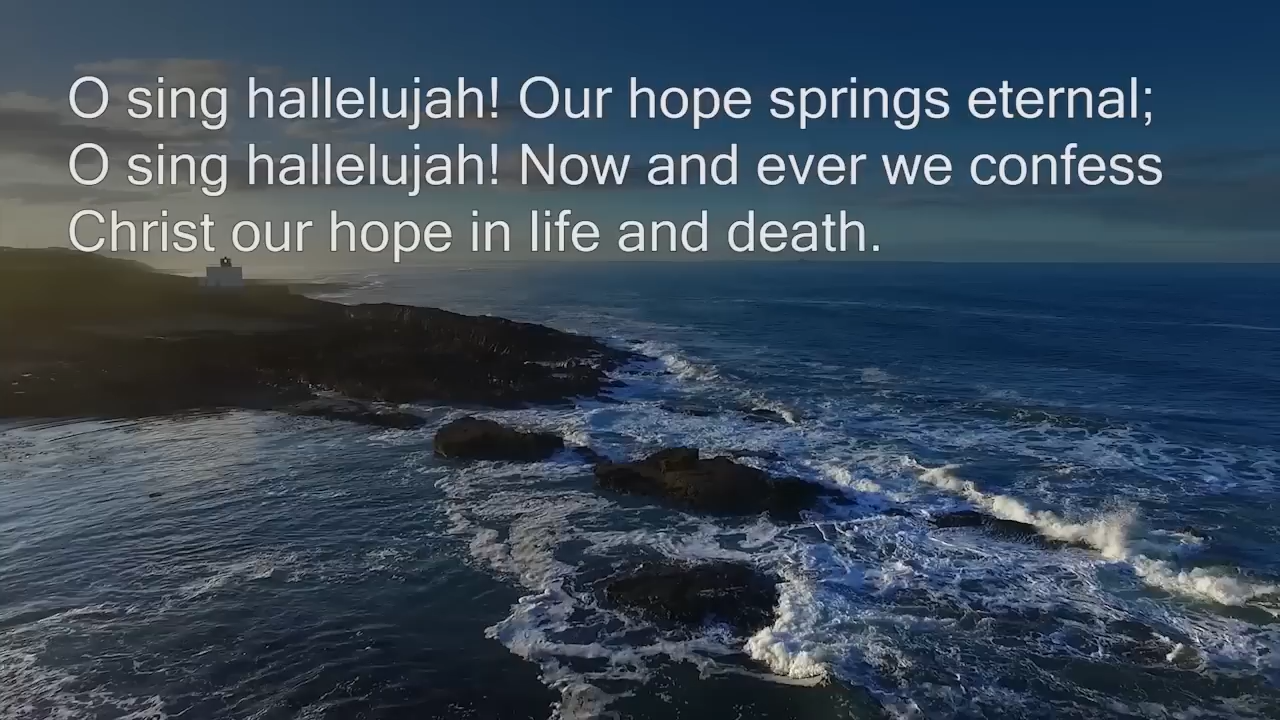 O sing hallelujah! Our hope springs eternal;
O sing hallelujah! Now and ever we confess
Christ our hope in life and death.